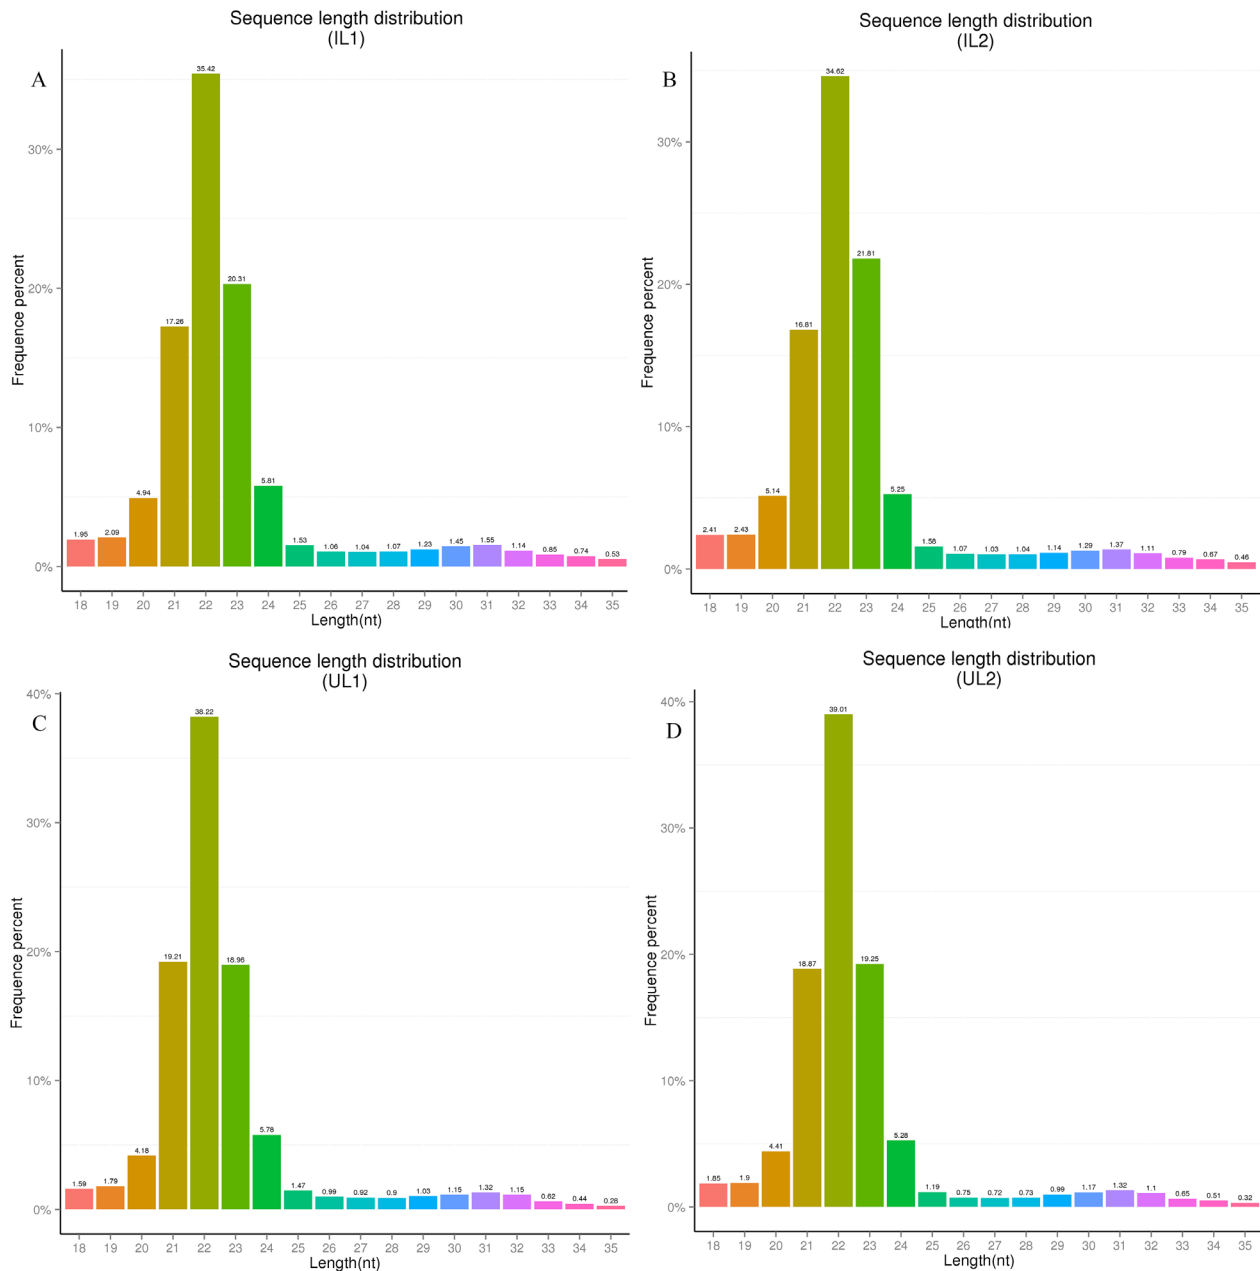 Sequence length distribution
(IL1)
A
Frequence percent
30%
20%
10%
0%
1.95 2.09 4.94 17.26 35.42 20.31 5.81 1.53 1.06 1.04 1.07 1.23 1.45 1.55 1.14 0.85 0.74 0.53
18 19 20 21 22 23 24 25 26 27 28 29 30 31 32 33 34 35
Length(nt)
Sequence length distribution
(IL2)
B
Frequence percent
30%
20%
10%
0%
2.41 2.43 5.14 16.81 34.62 21.81 5.25 1.58 1.07 1.03 1.04 1.14 1.29 1.37 1.11 0.79 0.67 0.46
18 19 20 21 22 23 24 25 26 27 28 29 30 31 32 33 34 35
Length(nt)
Sequence length distribution
(UL1)
C
Frequence percent
40%
30%
20%
10%
0%
1.59 1.79 4.18 19.21 38.22 18.96 5.78 1.47 0.99 0.92 0.9 1.03 1.15 1.32 1.15 0.62 0.44 0.28
18 19 20 21 22 23 24 25 26 27 28 29 30 31 32 33 34 35
Length(nt)
Sequence length distribution
(UL2)
D
Frequence percent
40%
30%
20%
10%
0%
1.85 1.9 4.41 18.87 39.01 19.25 5.28 1.19 0.75 0.72 0.73 0.99 1.17 1.32 1.1 0.65 0.51 0.32
18 19 20 21 22 23 24 25 26 27 28 29 30 31 32 33 34 35
Length(nt)